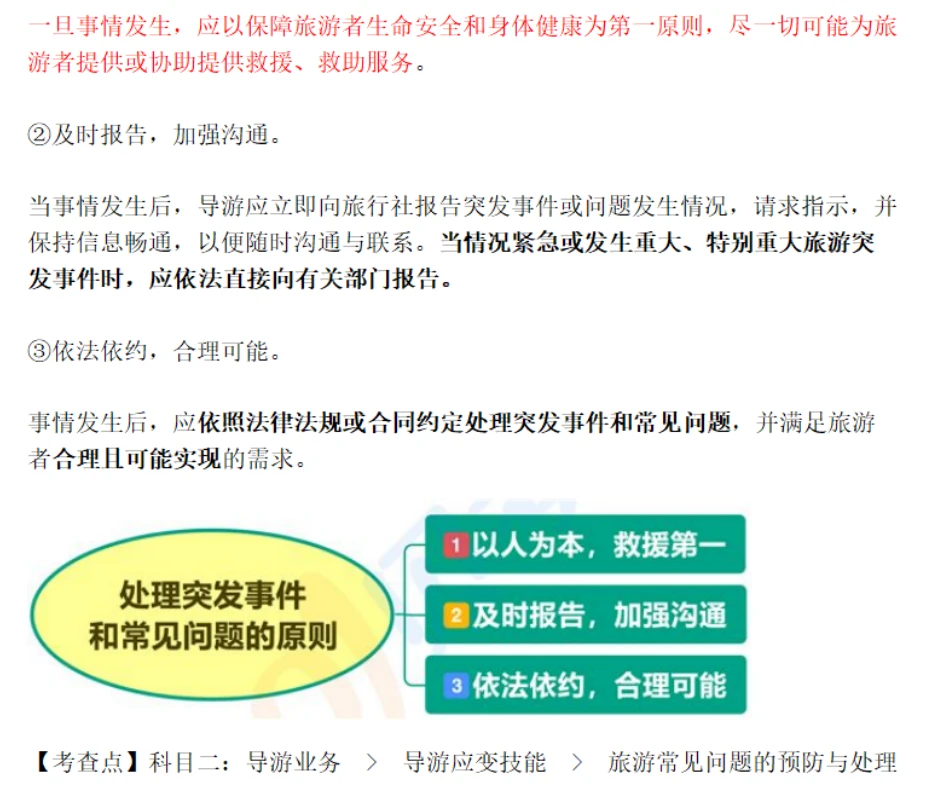 一旦事情发生，应以保障旅游者生命安全和身体健康为第一原则，尽一切可能为旅
游者提供或协助提供救援、救助服务。
②及时报告，加强沟通。
当事情发生后，导游应立即向旅行社报告突发事件或问题发生情况，请求指示，并
保持信息畅通，以便随时沟通与联系。当情况紧急或发生重大、特别重大旅游突
发事件时，应依法直接向有关部门报告。
③依法依约，合理可能。
事情发生后，应依照法律法规或合同约定处理突发事件和常见问题，并满足旅游
者合理且可能实现的需求。
处理突发事件
和常见问题的原则
1 以人为本，救援第一
2 及时报告，加强沟通
3 依法依约，合理可能
【考查点】科目二：导游业务 > 导游应变技能 > 旅游常见问题的预防与处理